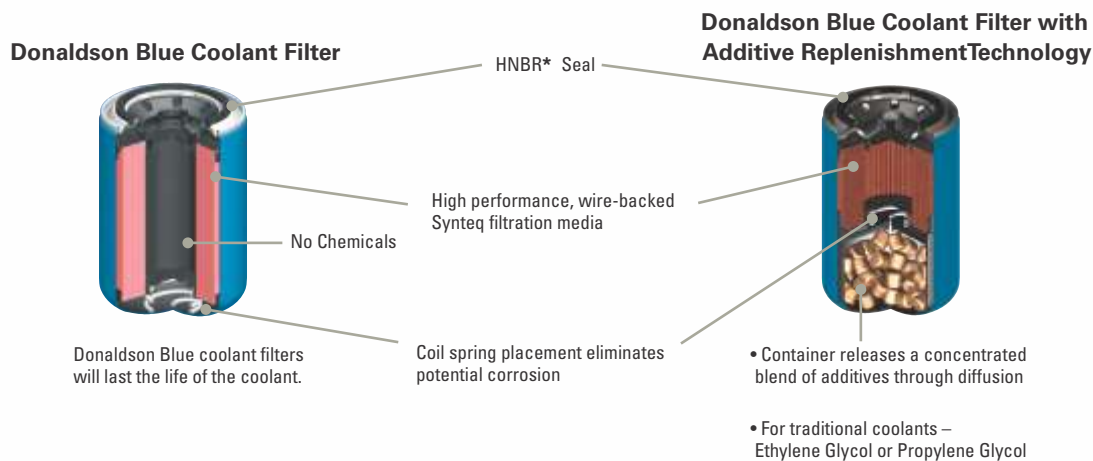 Donaldson Blue Coolant Filter
Donaldson Blue Coolant Filter with
Additive ReplenishmentTechnology
HNBR* Seal
High performance, wire-backed
Synteq filtration media
No Chemicals
Coil spring placement eliminates
potential corrosion
Donaldson Blue coolant filters
will last the life of the coolant.
• Container releases a concentrated
blend of additives through diffusion
• For traditional coolants –
Ethylene Glycol or Propylene Glycol